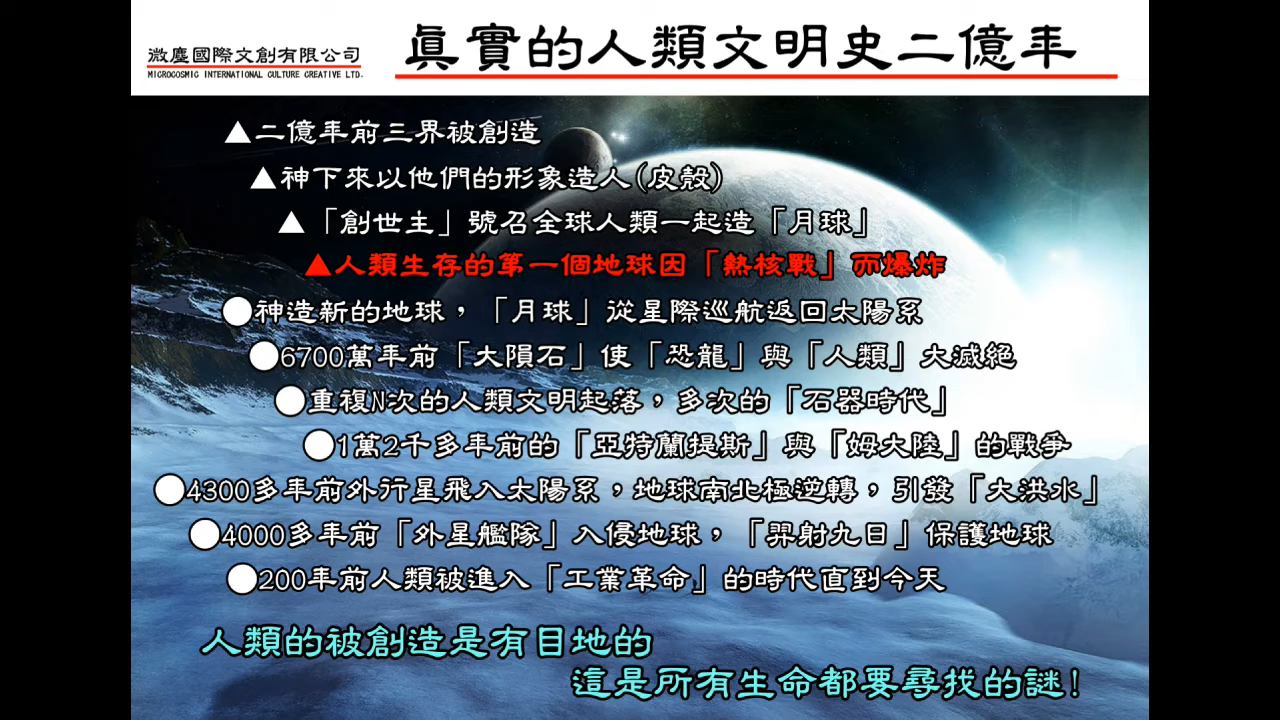 微塵國際文創有限公司
MICROCOSMIC INTERNATIONAL CULTURE CREATIVE LTD.
眞實的人類文明史二億年
▲二億年前三界被創造
▲神下來以他們的形象造人(皮殼)
▲「創世主」號召全球人類一起造「月球」
▲人類生存的第一個地球因「熱核戰」而爆炸
●神造新的地球，「月球」從星際巡航返回太陽系
●6700萬年前「大隕石」使「恐龍」與「人類」大滅絕
●重複N次的人類文明起落，多次的「石器時代」
●1萬2千多年前的「亞特蘭提斯」與「姆大陸」的戰爭
●4300多年前外行星飛入太陽系，地球南北極逆轉，引發「大洪水」
●4000多年前「外星艦隊」入侵地球，「羿射九日」保護地球
●200年前人類被進入「工業革命」的時代直到今天
人類的被創造是有目地的
這是所有生命都要尋找的謎!